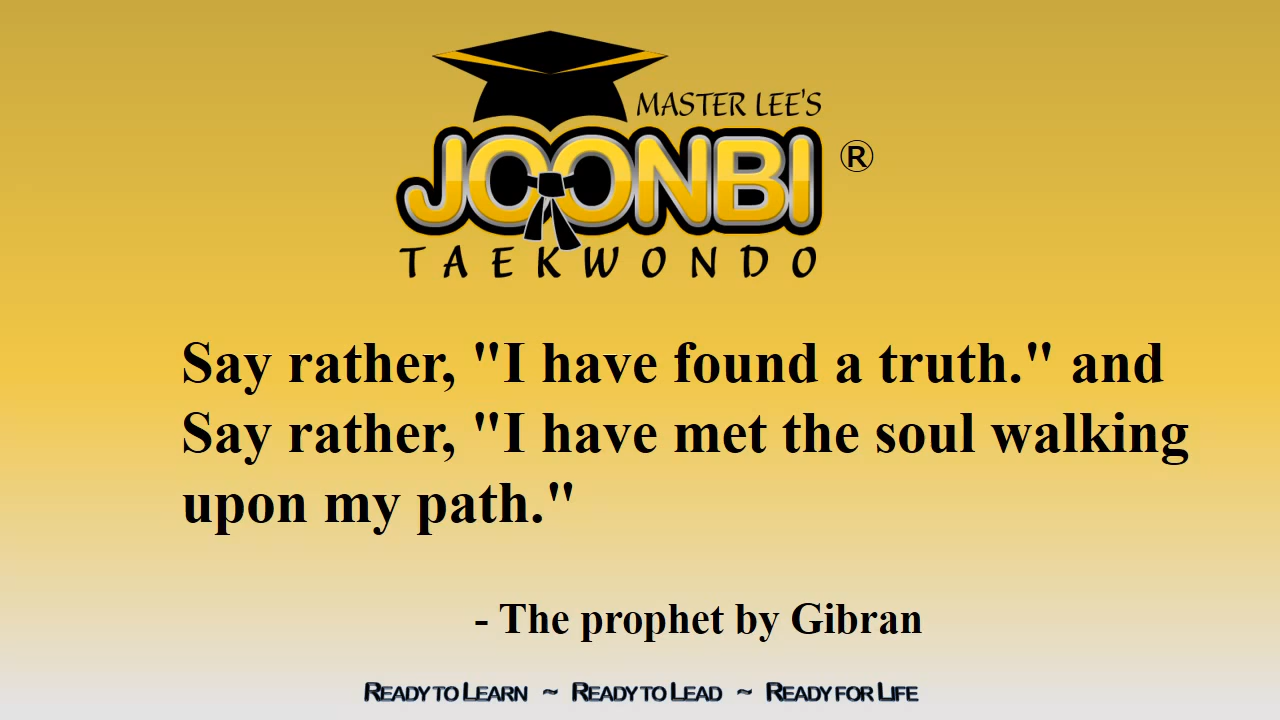 MASTER LEE'S
JOONBI ®
TAEKWONDO
Say rather, "I have found a truth." and
Say rather, "I have met the soul walking
upon my path."
- The prophet by Gibran
READY TO LEARN ~ READY TO LEAD ~ READY FOR LIFE